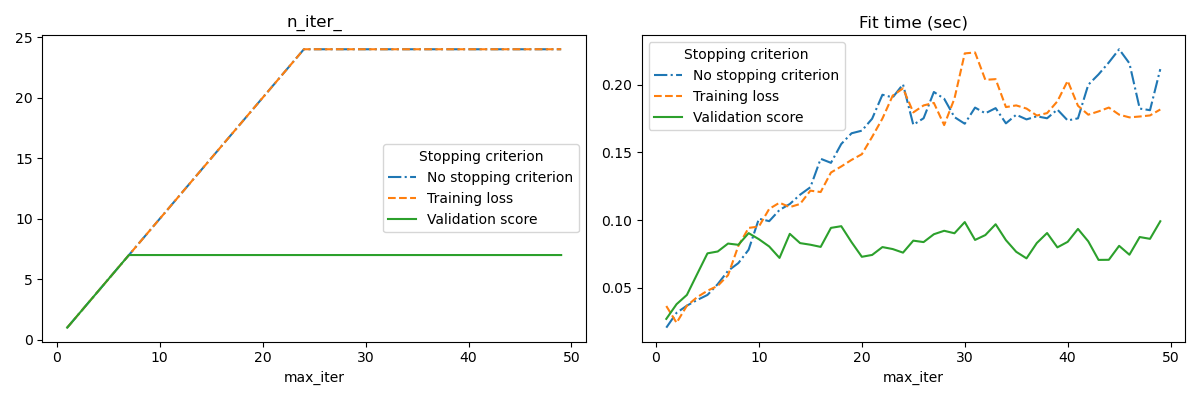 n_iter_
25
20
15
10
5
0
Stopping criterion
No stopping criterion
Training loss
Validation score
0 10 20 30 40 50
max_iter
Fit time (sec)
Stopping criterion
No stopping criterion
Training loss
Validation score
0.20
0.15
0.10
0.05
0 10 20 30 40 50
max_iter